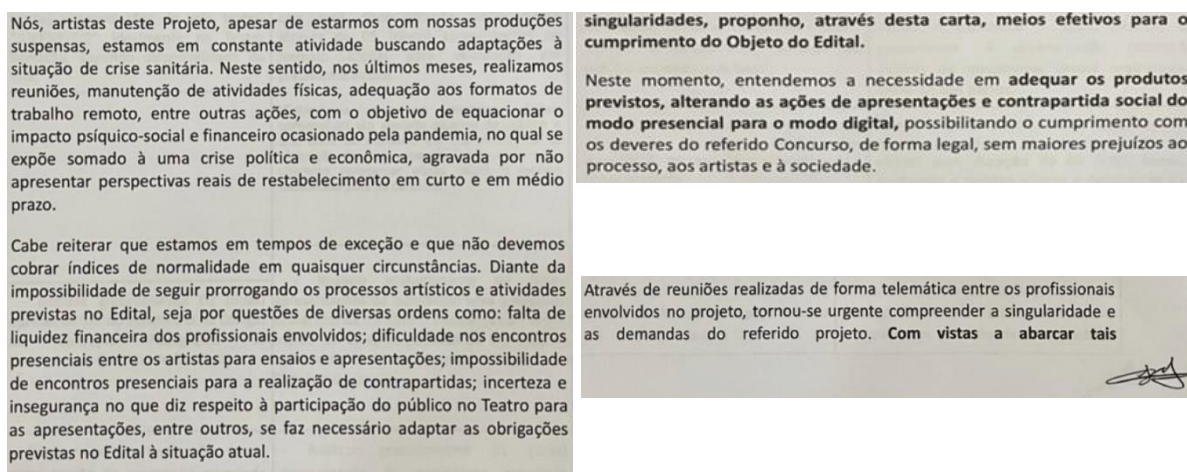 Nós, artistas deste Projeto, apesar de estarmos com nossas produções
suspensas, estamos em constante atividade buscando adaptações à
situação de crise sanitária. Neste sentido, nos últimos meses, realizamos
reuniões, manutenção de atividades físicas, adequação aos formatos de
trabalho remoto, entre outras ações, com o objetivo de equacionar o
impacto psíquico-social e financeiro ocasionado pela pandemia, no qual se
expõe somado à uma crise política e econômica, agravada por não
apresentar perspectivas reais de restabelecimento em curto e em médio
prazo.
Cabe reiterar que estamos em tempos de exceção e que não devemos
cobrar índices de normalidade em quaisquer circunstâncias. Diante da
impossibilidade de seguir prorrogando os processos artísticos e atividades
previstas no Edital, seja por questões de diversas ordens como: falta de
liquidez financeira dos profissionais envolvidos; dificuldade nos encontros
presenciais entre os artistas para ensaios e apresentações; impossibilidade
de encontros presenciais para a realização de contrapartidas; incerteza e
insegurança no que diz respeito à participação do público no Teatro para
as apresentações, entre outros, se faz necessário adaptar as obrigações
previstas no Edital à situação atual.
singularidades, proponho, através desta carta, meios efetivos para o
cumprimento do Objeto do Edital.
Neste momento, entendemos a necessidade em adequar os produtos
previstos, alterando as ações de apresentações e contrapartida social do
modo presencial para o modo digital, possibilitando o cumprimento com
os deveres do referido Concurso, de forma legal, sem maiores prejuízos ao
processo, aos artistas e à sociedade.
Através de reuniões realizadas de forma telemática entre os profissionais
envolvidos no projeto, tornou-se urgente compreender a singularidade e
as demandas do referido projeto. Com vistas a abarcar tais